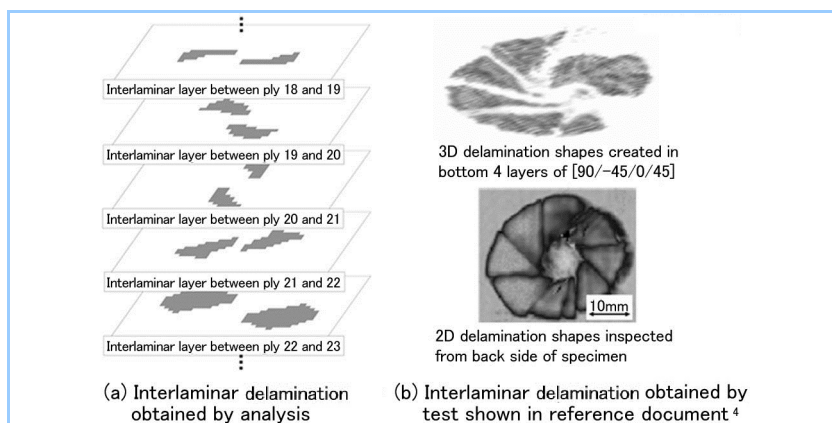 Interlaminar layer between ply 18 and 19
Interlaminar layer between ply 19 and 20
Interlaminar layer between ply 20 and 21
Interlaminar layer between ply 21 and 22
Interlaminar layer between ply 22 and 23
(a) Interlaminar delamination
obtained by analysis
3D delamination shapes created in
bottom 4 layers of [90/-45/0/45]
10mm
2D delamination shapes inspected
from back side of specimen
(b) Interlaminar delamination obtained by
test shown in reference document 4